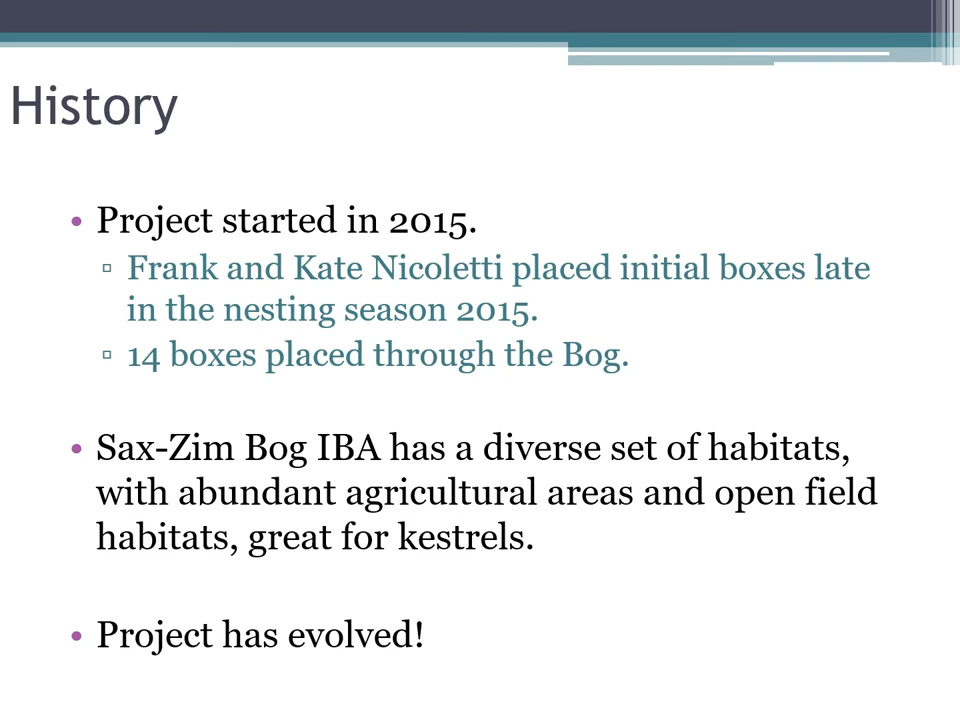 History
• Project started in 2015.
▫ Frank and Kate Nicoletti placed initial boxes late
in the nesting season 2015.
▫ 14 boxes placed through the Bog.
• Sax-Zim Bog IBA has a diverse set of habitats,
with abundant agricultural areas and open field
habitats, great for kestrels.
• Project has evolved!